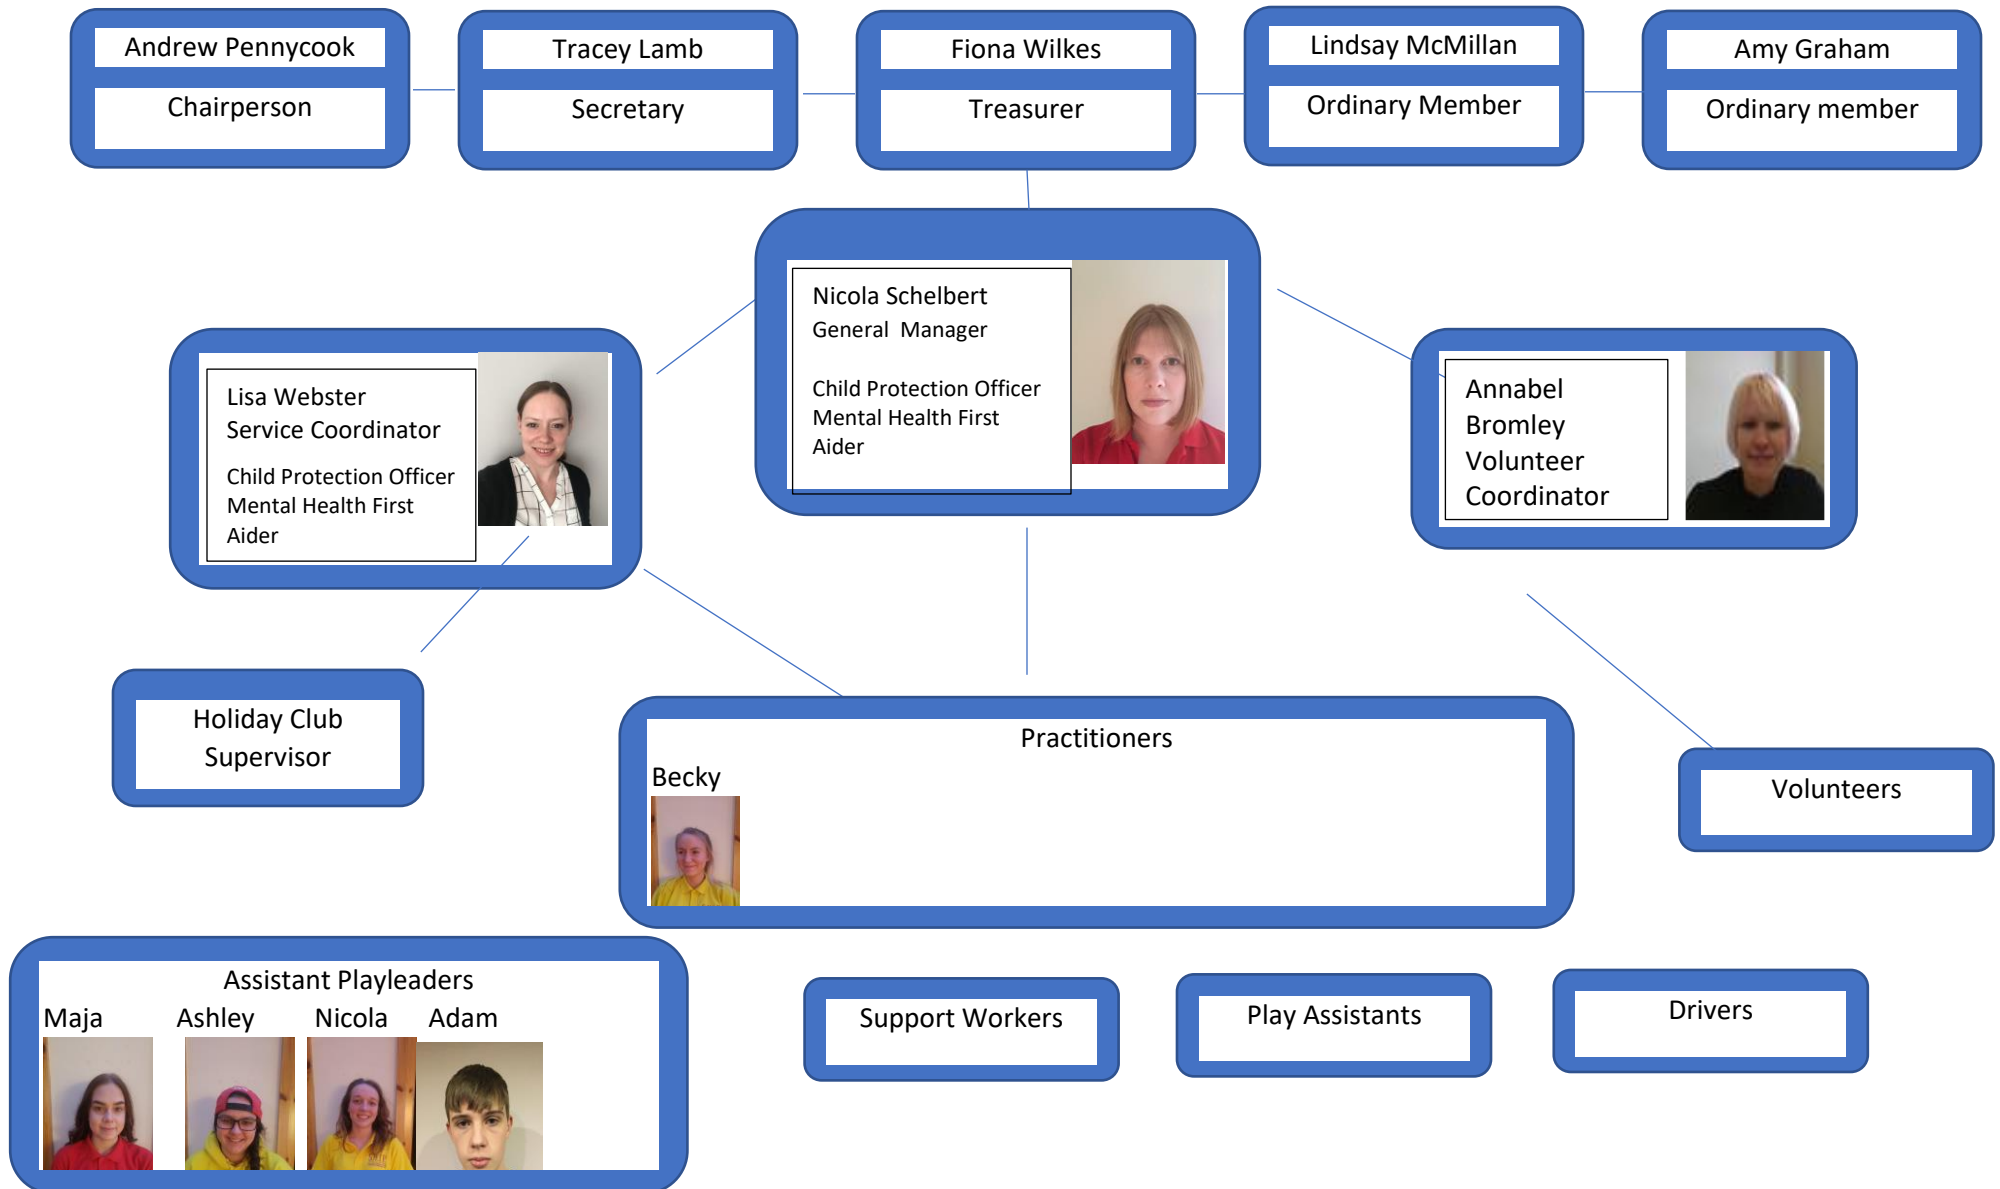 Andrew Pennycook
Chairperson
Tracey Lamb
Secretary
Fiona Wilkes
Treasurer
Lindsay McMillan
Ordinary Member
Amy Graham
Ordinary member
Nicola Schelbert
General Manager
Child Protection Officer
Mental Health First
Aider
Lisa Webster
Service Coordinator
Child Protection Officer
Mental Health First
Aider
Annabel
Bromley
Volunteer
Coordinator
Holiday Club
Supervisor
Practitioners
Becky
Volunteers
Assistant Playleaders
Maja Ashley Nicola Adam
Support Workers
Play Assistants
Drivers